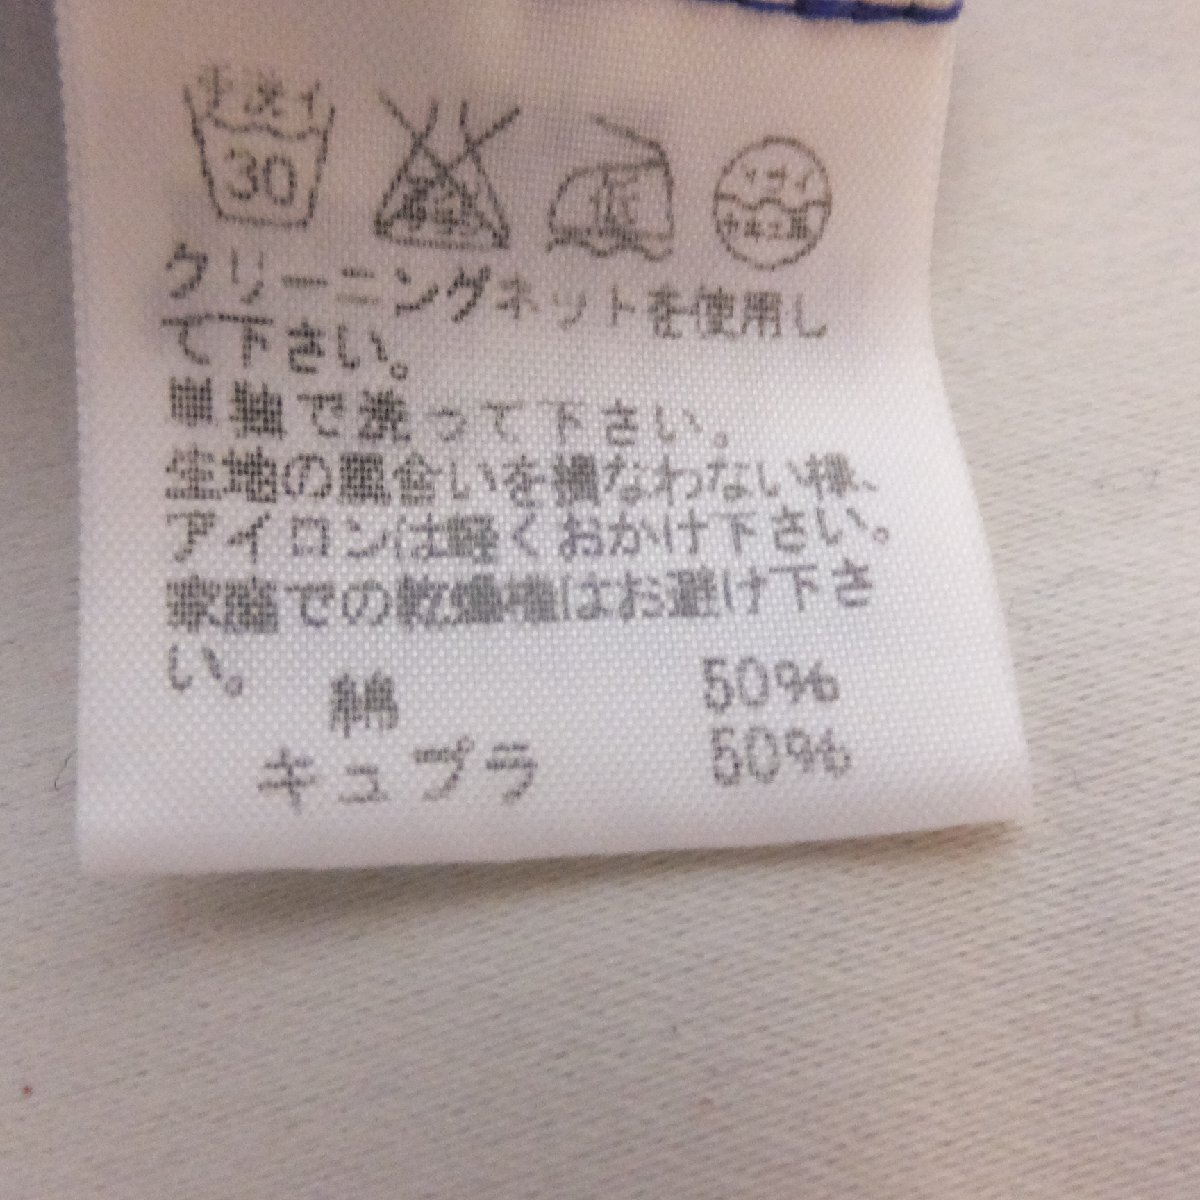 手洗イ
30
低
ドライ
クリーニングネットを使用し
て下さい。
単独で洗って下さい。
生地の風合いを損なわない様、
アイロンは軽くおかけ下さい。
家庭での乾燥機はお避け下さ
い。
綿 50%
キュプラ 50%